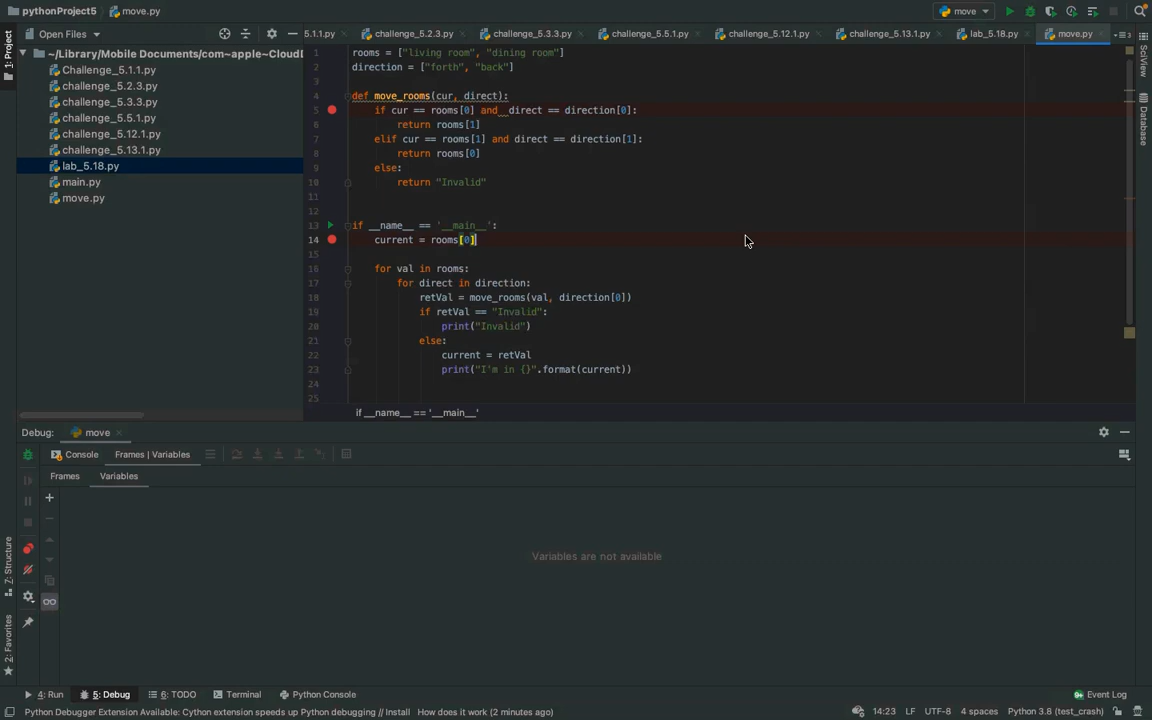 pythonProject5 › move.py
move
1: Project
Open Files
5.1.1.py
challenge_5.2.3.py
challenge_5.3.3.py
challenge_5.5.1.py
challenge_5.12.1.py
challenge_5.13.1.py
lab_5.18.py
move.py
3
~/Library/Mobile Documents/com~apple~CloudD
Challenge_5.1.1.py
challenge_5.2.3.py
challenge_5.3.3.py
challenge_5.5.1.py
challenge_5.12.1.py
challenge_5.13.1.py
lab_5.18.py
main.py
move.py
1 rooms = ["living room", "dining room"]
2 direction = ["forth", "back"]
3
4 def move_rooms(cur, direct):
5 if cur == rooms[0] and  direct == direction[0]:
6 return rooms[1]
7 elif cur == rooms[1] and direct == direction[1]:
8 return rooms[0]
9 else:
10 return "Invalid"
11
12
13 if __name__ == '__main__':
14 current = rooms[0]
15
16 for val in rooms:
17 for direct in direction:
18 retVal = move_rooms(val, direction[0])
19 if retVal == "Invalid":
20 print("Invalid")
21 else:
22 current = retVal
23 print("I'm in {}".format(current))
24
25
if __name__ == '__main__'
SciView
Database
Debug: move
Console
Frames | Variables
Frames
Variables
Variables are not available
7: Structure
2: Favorites
4: Run
5: Debug
6: TODO
Terminal
Python Console
Event Log
Python Debugger Extension Available: Cython extension speeds up Python debugging // Install How does it work (2 minutes ago)
14:23 LF UTF-8 4 spaces Python 3.8 (test_crash)